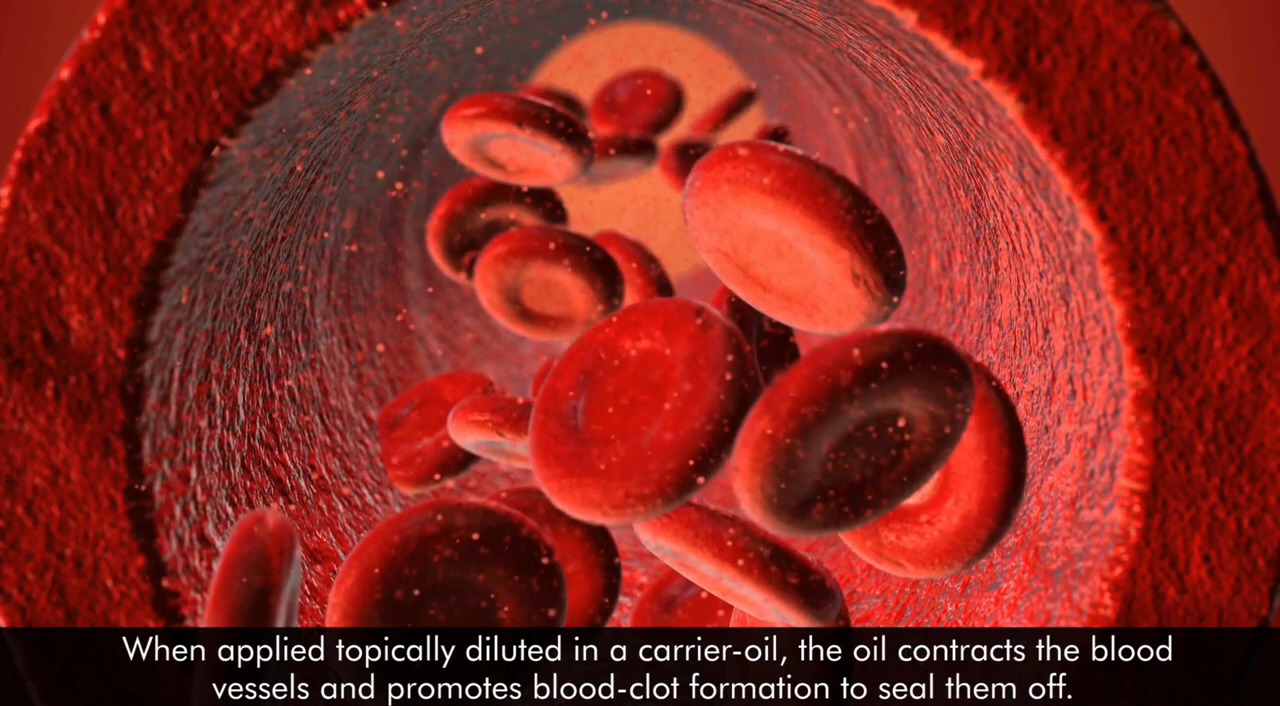 When applied topically diluted in a carrier-oil, the oil contracts the blood
vessels and promotes blood-clot formation to seal them off.